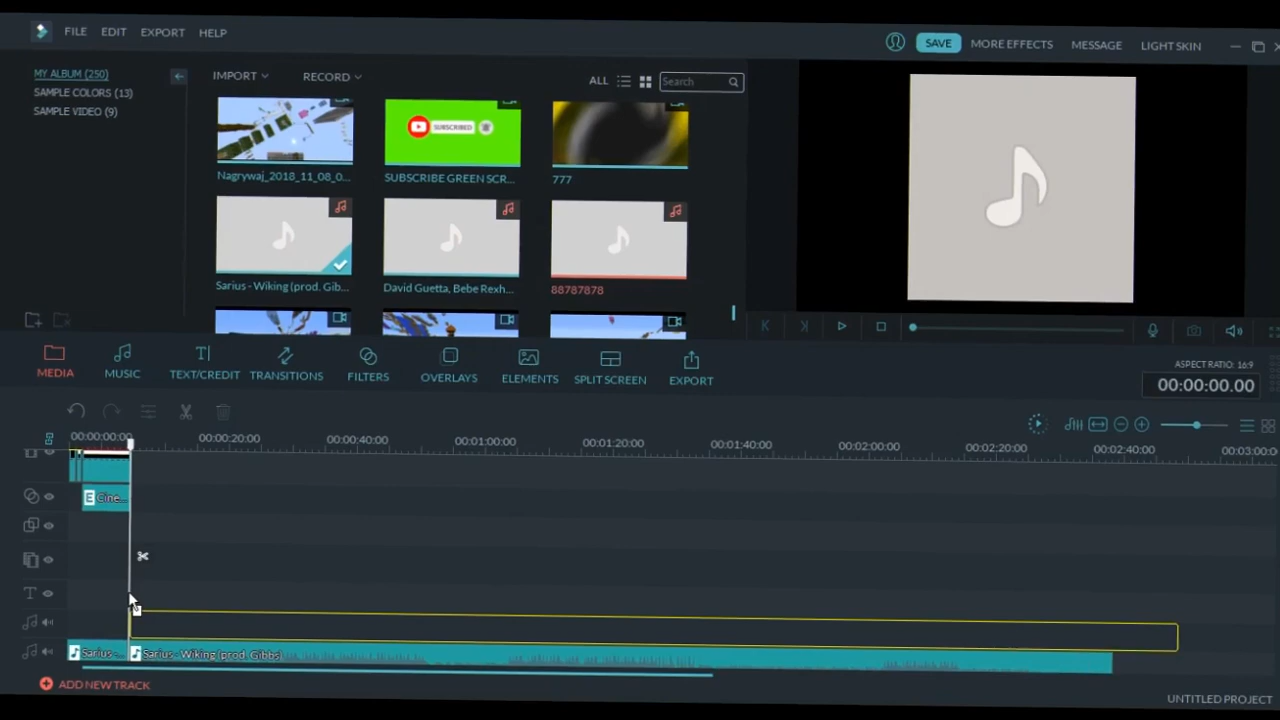 FILE EDIT EXPORT HELP
SAVE MORE EFFECTS MESSAGE LIGHT SKIN
MY ALBUM (250)
SAMPLE COLORS (13)
SAMPLE VIDEO (9)
IMPORT RECORD ALL Search
SUBSCRIBED
Nagrywaj_2018_11_08_0... SUBSCRIBE GREEN SCR... 777
Sarius - Wiking (prod. Gib... David Guetta, Bebe Rexh... 88787878
MEDIA MUSIC TEXT/CREDIT TRANSITIONS FILTERS OVERLAYS ELEMENTS SPLIT SCREEN EXPORT
ASPECT RATIO: 16:9
00:00:00.00
00:00:00:00 00:00:20:00 00:00:40:00 00:01:00:00 00:01:20:00 00:01:40:00 00:02:00:00 00:02:20:00 00:02:40:00 00:03:00:0
E Cine...
T
Sarius -... Sarius - Wiking (prod. Gibbs)
ADD NEW TRACK
UNTITLED PROJECT